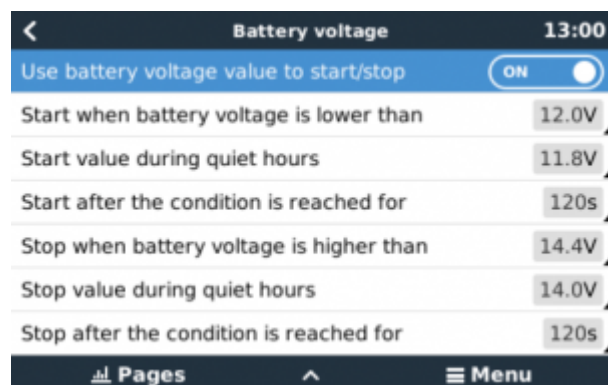 Battery voltage 13:00
Use battery voltage value to start/stop ON
Start when battery voltage is lower than 12.0V
Start value during quiet hours 11.8V
Start after the condition is reached for 120s
Stop when battery voltage is higher than 14.4V
Stop value during quiet hours 14.0V
Stop after the condition is reached for 120s
Pages Menu